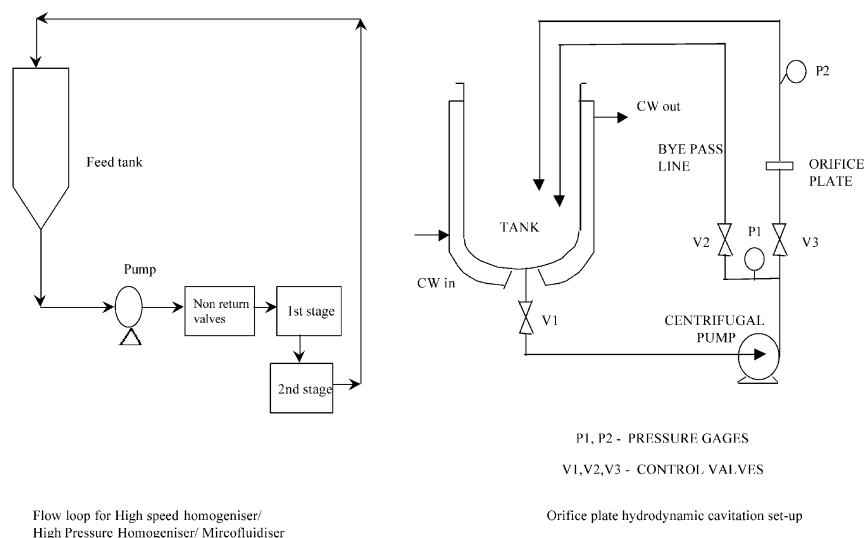 Feed tank
Pump
Non return
valves
1st stage
2nd stage
Flow loop for High speed homogeniser/
High Pressure Homogeniser/ Mircofluidiser
P2
CW out
BYE PASS
LINE
ORIFICE
PLATE
TANK
P1
V2
V3
CW in
V1
CENTRIFUGAL
PUMP
P1, P2 - PRESSURE GAGES
V1,V2,V3 - CONTROL VALVES
Orifice plate hydrodynamic cavitation set-up